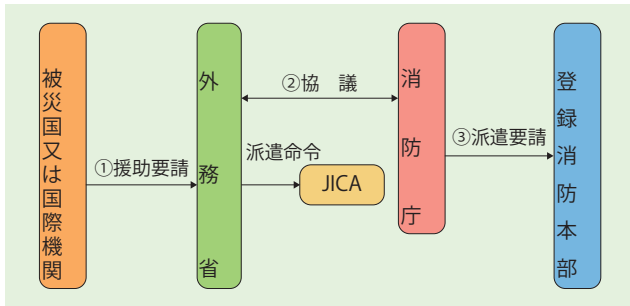 被災国又は国際機関
①援助要請
外務省
②協　議
派遣命令
JICA
消防庁
③派遣要請
登録消防本部